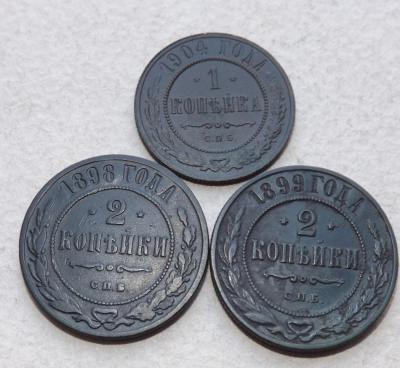 1904 ГОДА
1
КОПѢЙКА
С.П.Б.
1898 ГОДА
2
КОПѢЙКИ
С.П.Б
1899 ГОДА
2
КОПѢЙКИ
С.П.Б.